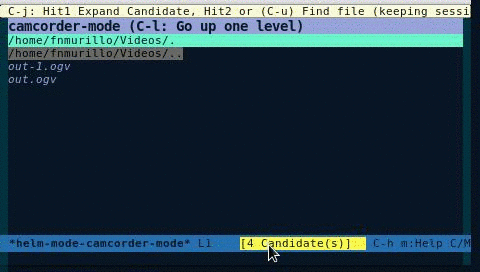 C-j: Hit1 Expand Candidate, Hit2 or (C-u) Find file (keeping sessi
camcorder-mode (C-l: Go up one level)
/home/fnmurillo/Videos/.
/home/fnmurillo/Videos/..
out-1.ogv
out.ogv
*helm-mode-camcorder-mode* L1 [4 Candidate(s)] C-h m:Help C/M